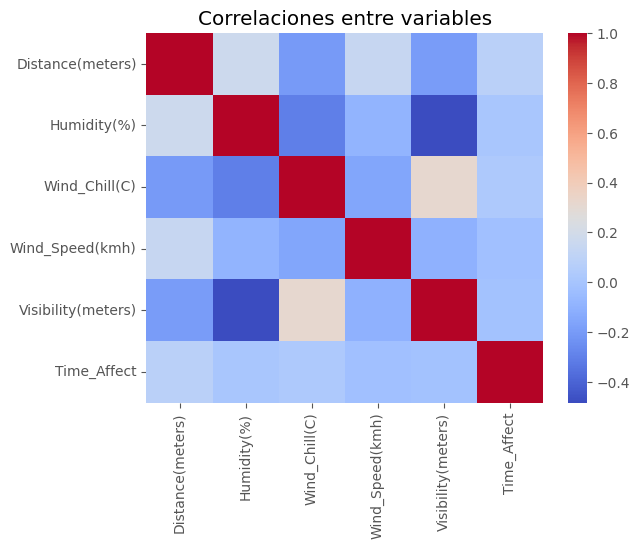 Correlaciones entre variables
Distance(meters)
Humidity(%)
Wind_Chill(C)
Wind_Speed(kmh)
Visibility(meters)
Time_Affect
Distance(meters)
Humidity(%)
Wind_Chill(C)
Wind_Speed(kmh)
Visibility(meters)
Time_Affect
1.0
0.8
0.6
0.4
0.2
0.0
−0.2
−0.4